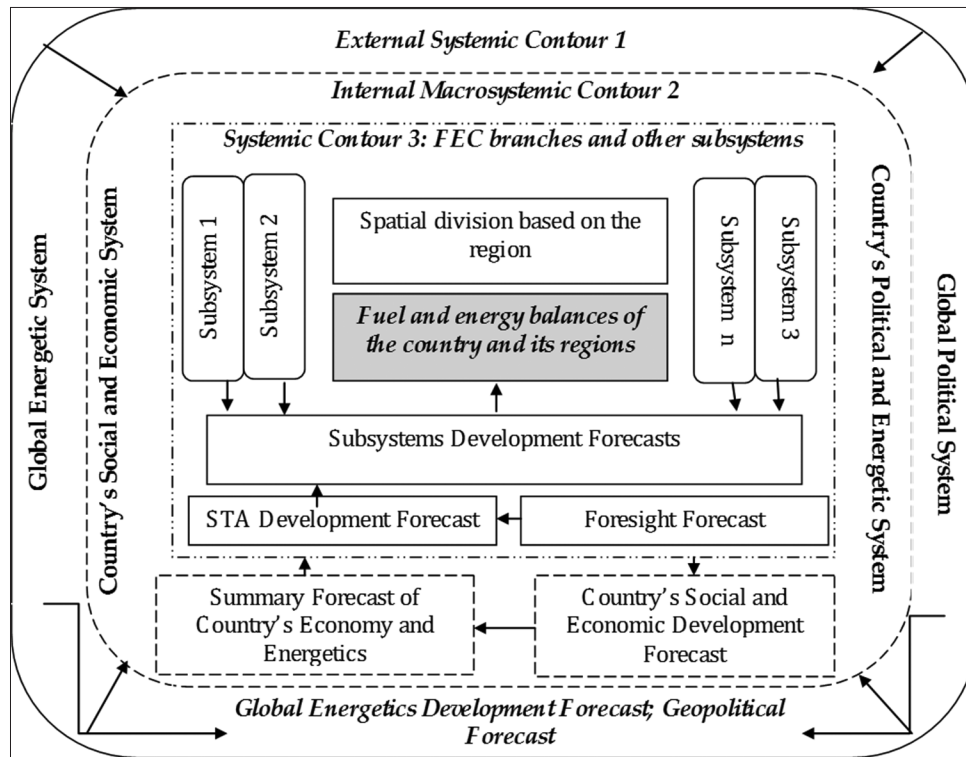 External Systemic Contour 1
Internal Macrosystemic Contour 2
Systemic Contour 3: FEC branches and other subsystems
Global Energetic System
Country's Social and Economic System
Subsystem 1
Subsystem 2
Spatial division based on the
region
Fuel and energy balances of
the country and its regions
Subsystem n
Subsystem 3
Country's Political and Energetic System
Global Political System
Subsystems Development Forecasts
STA Development Forecast
Foresight Forecast
Summary Forecast of
Country's Economy and
Energetics
Country's Social and
Economic Development
Forecast
Global Energetics Development Forecast; Geopolitical
Forecast